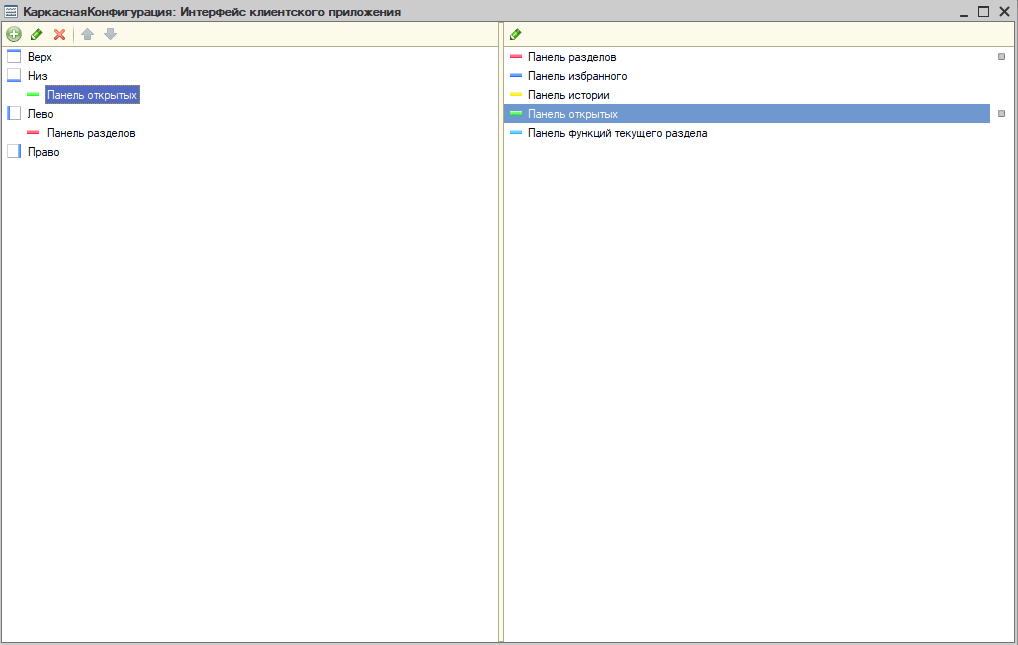 КаркаснаяКонфигурация: Интерфейс клиентского приложения
Верх
Низ
Панель открытых
Лево
Панель разделов
Право
Панель разделов
Панель избранного
Панель истории
Панель открытых
Панель функций текущего раздела